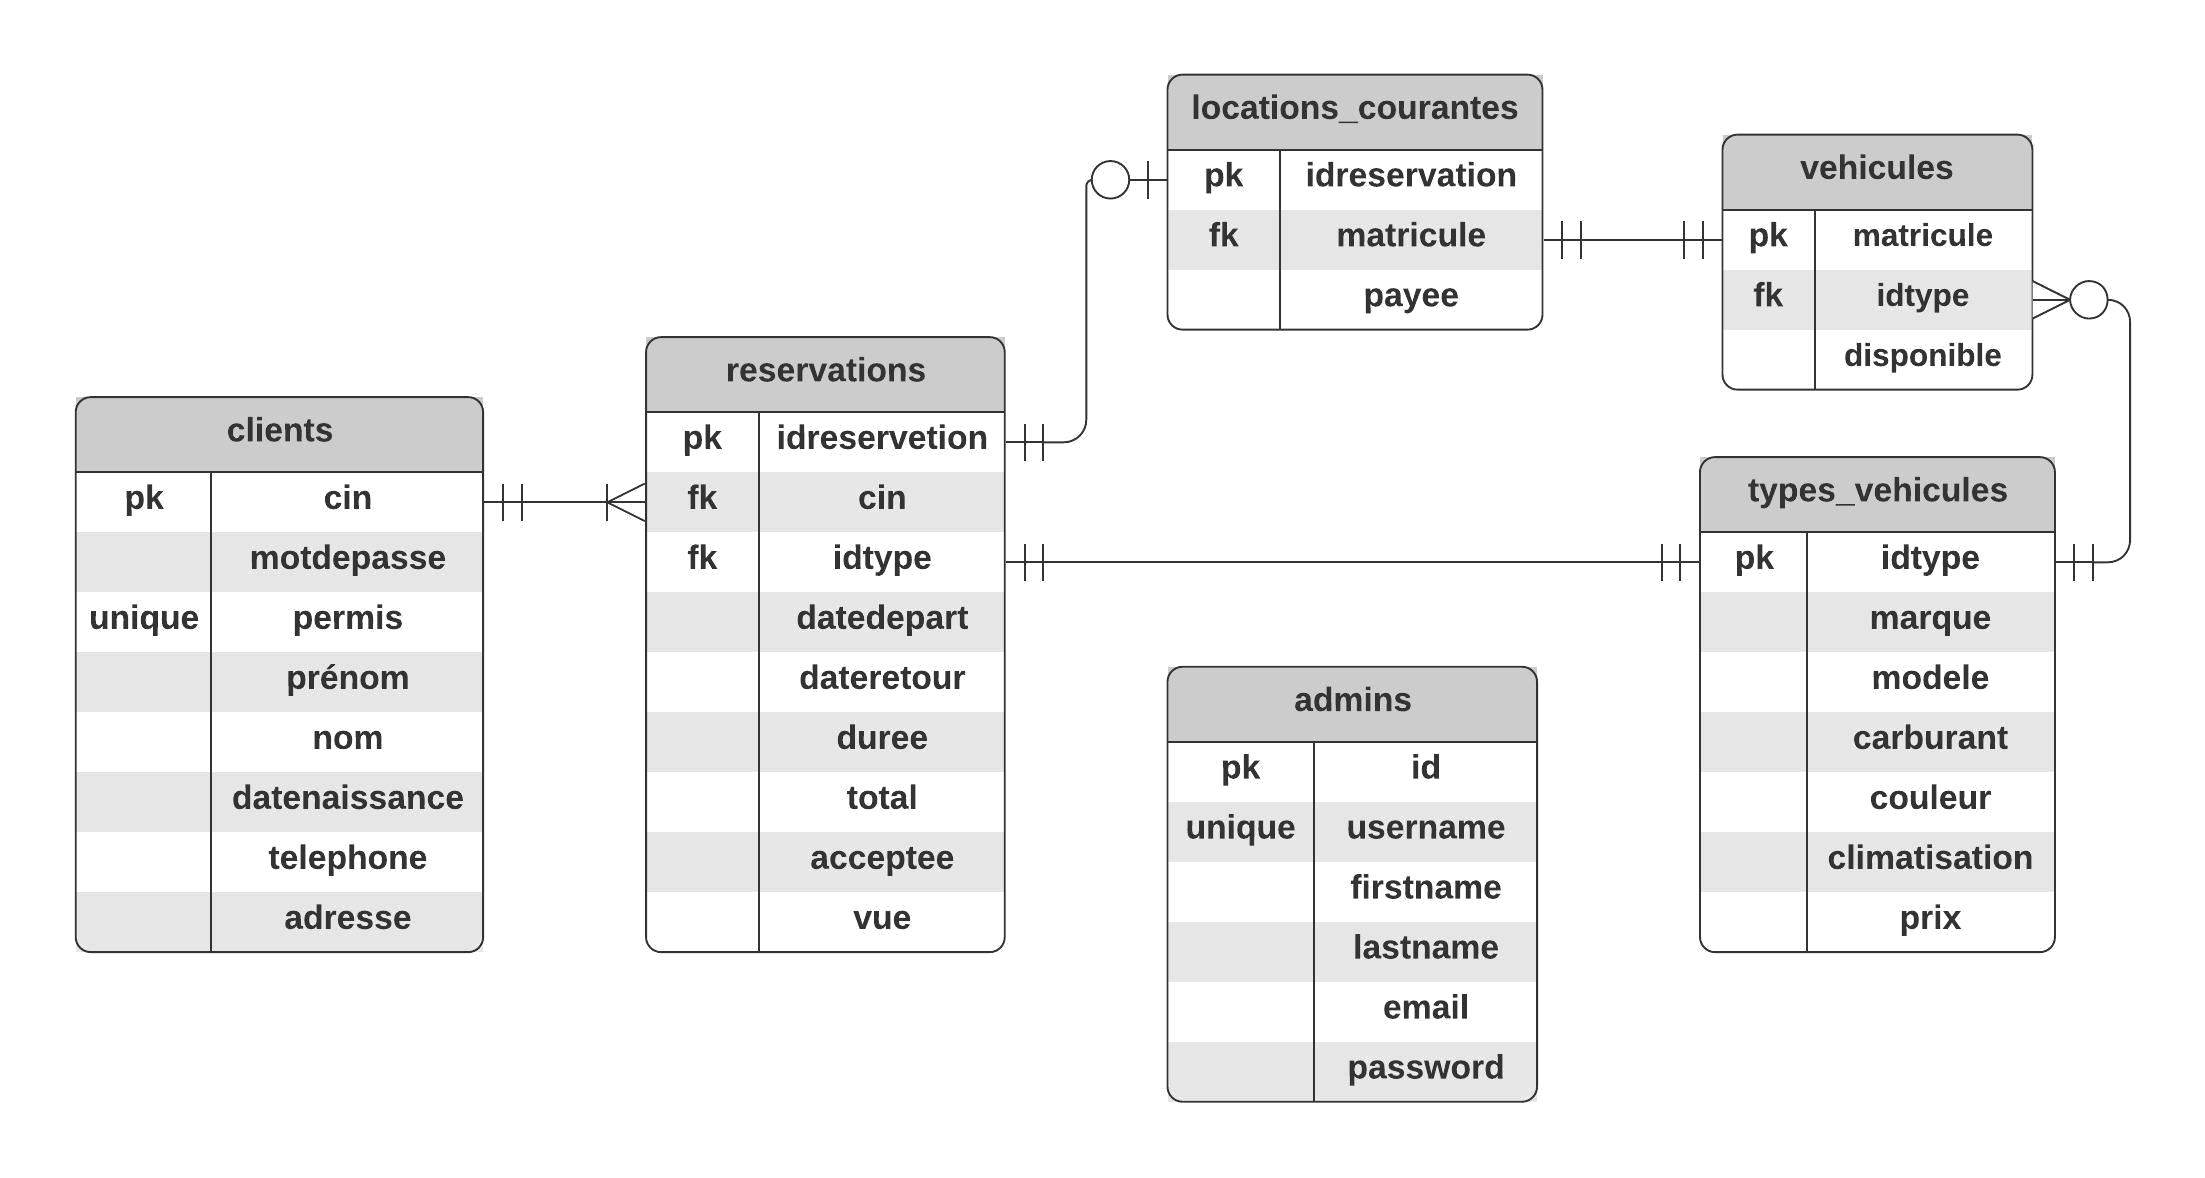 clients
pk cin
motdepasse
unique permis
prénom
nom
datenaissance
telephone
adresse
reservations
pk idreservetion
fk cin
fk idtype
datedepart
dateretour
duree
total
acceptee
vue
locations_courantes
pk idreservation
fk matricule
payee
vehicules
pk matricule
fk idtype
disponible
types_vehicules
pk idtype
marque
modele
carburant
couleur
climatisation
prix
admins
pk id
unique username
firstname
lastname
email
password